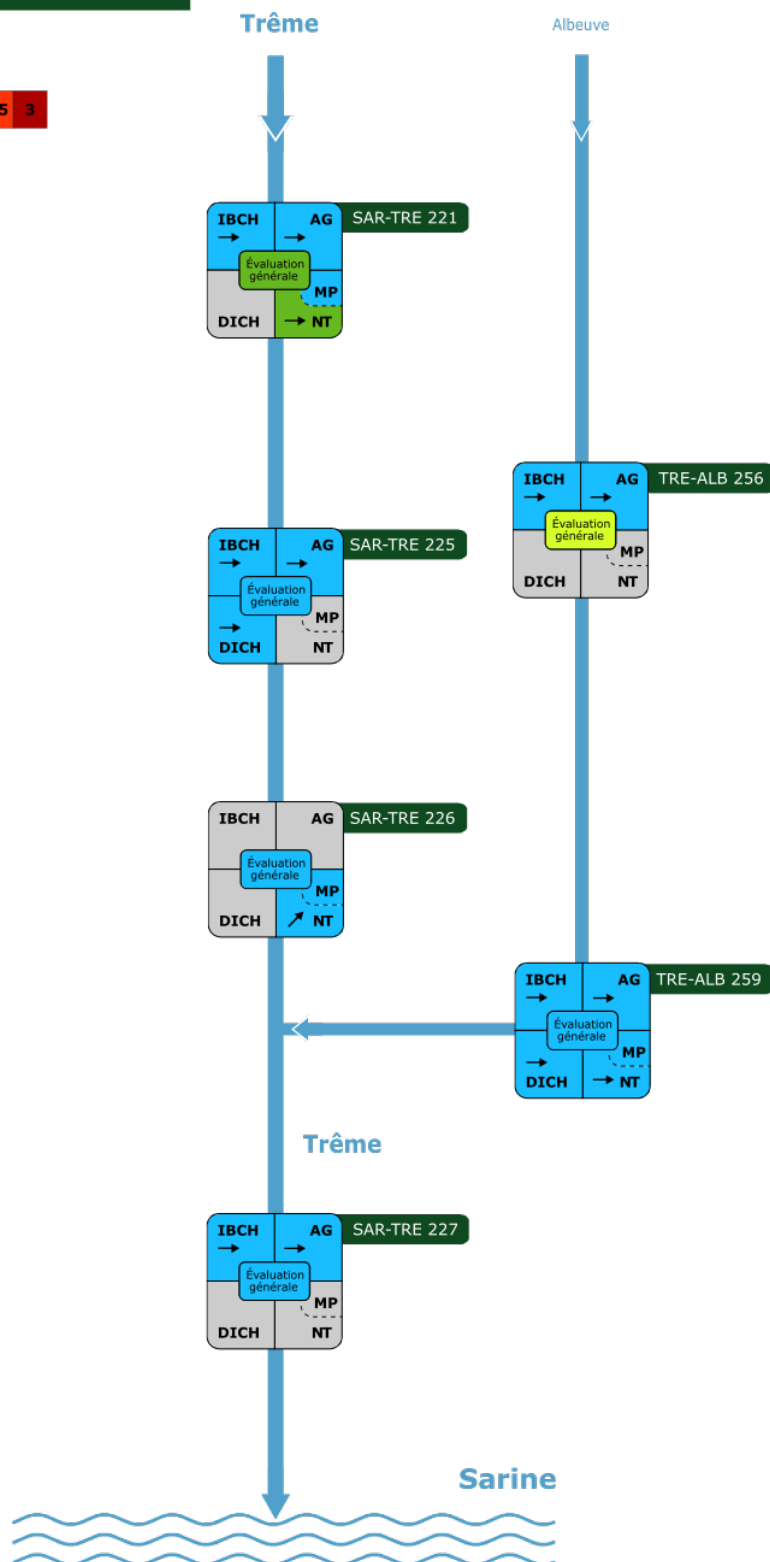 Trême
Albeuve
5 3
IBCH AG SAR-TRE 221
Évaluation
générale
MP
DICH NT
IBCH AG TRE-ALB 256
Évaluation
générale
MP
DICH NT
IBCH AG SAR-TRE 225
Évaluation
générale
MP
DICH NT
IBCH AG SAR-TRE 226
Évaluation
générale
MP
DICH NT
IBCH AG TRE-ALB 259
Évaluation
générale
MP
DICH NT
Trême
IBCH AG SAR-TRE 227
Évaluation
générale
MP
DICH NT
Sarine